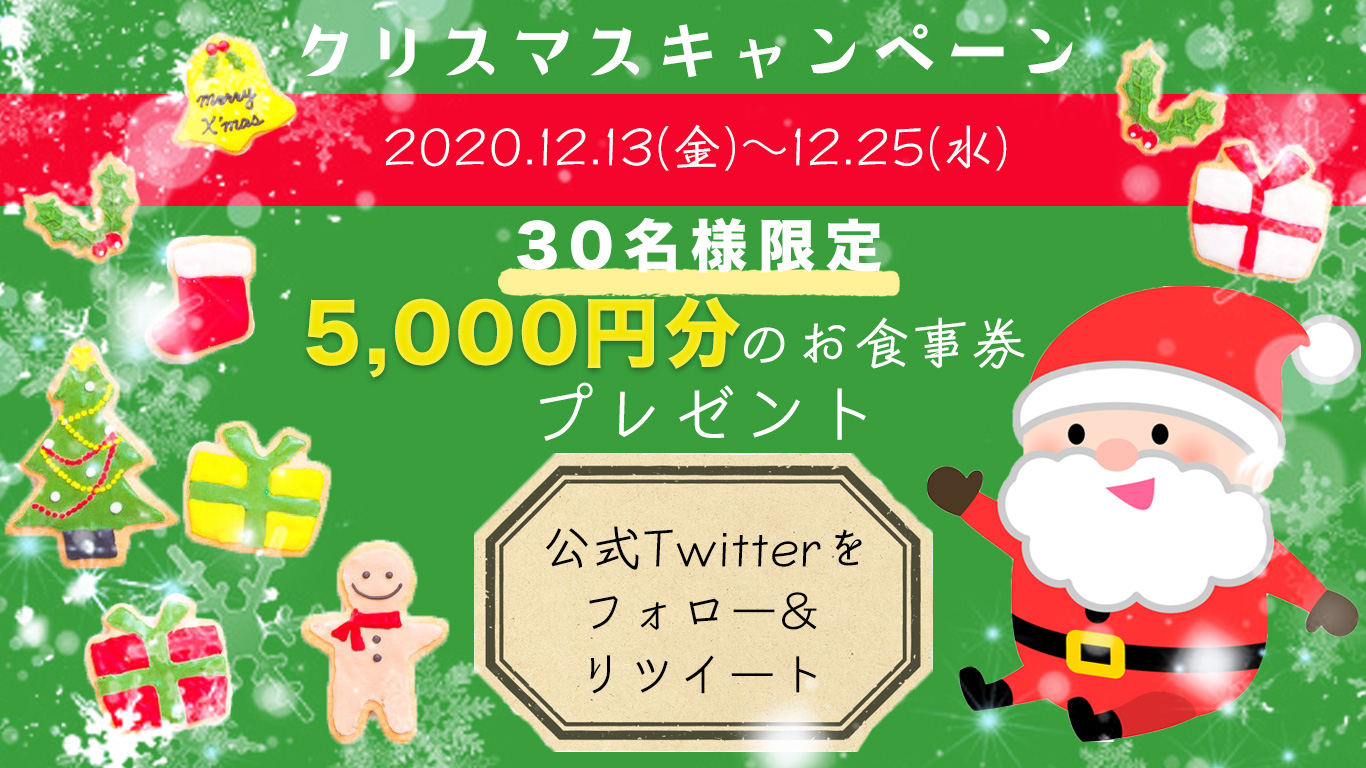 クリスマスキャンペーン
merry
X'mas
2020.12.13(金)～12.25(水)
30名様限定
5,000円分のお食事券
プレゼント
公式Twitterを
フォロー&
リツイート